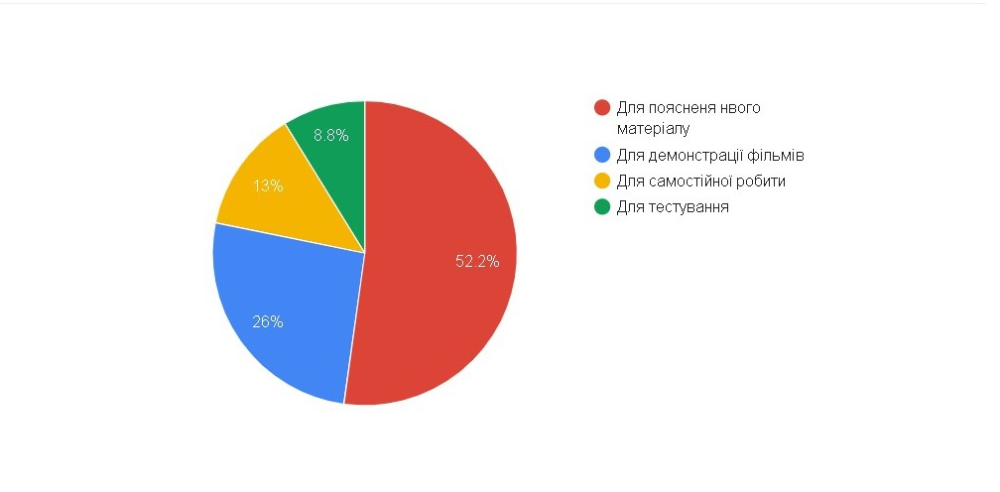 8.8%
13%
52.2%
26%
Для поясненя нвого
матеріалу
Для демонстрації фільмів
Для самостійної робити
Для тестування